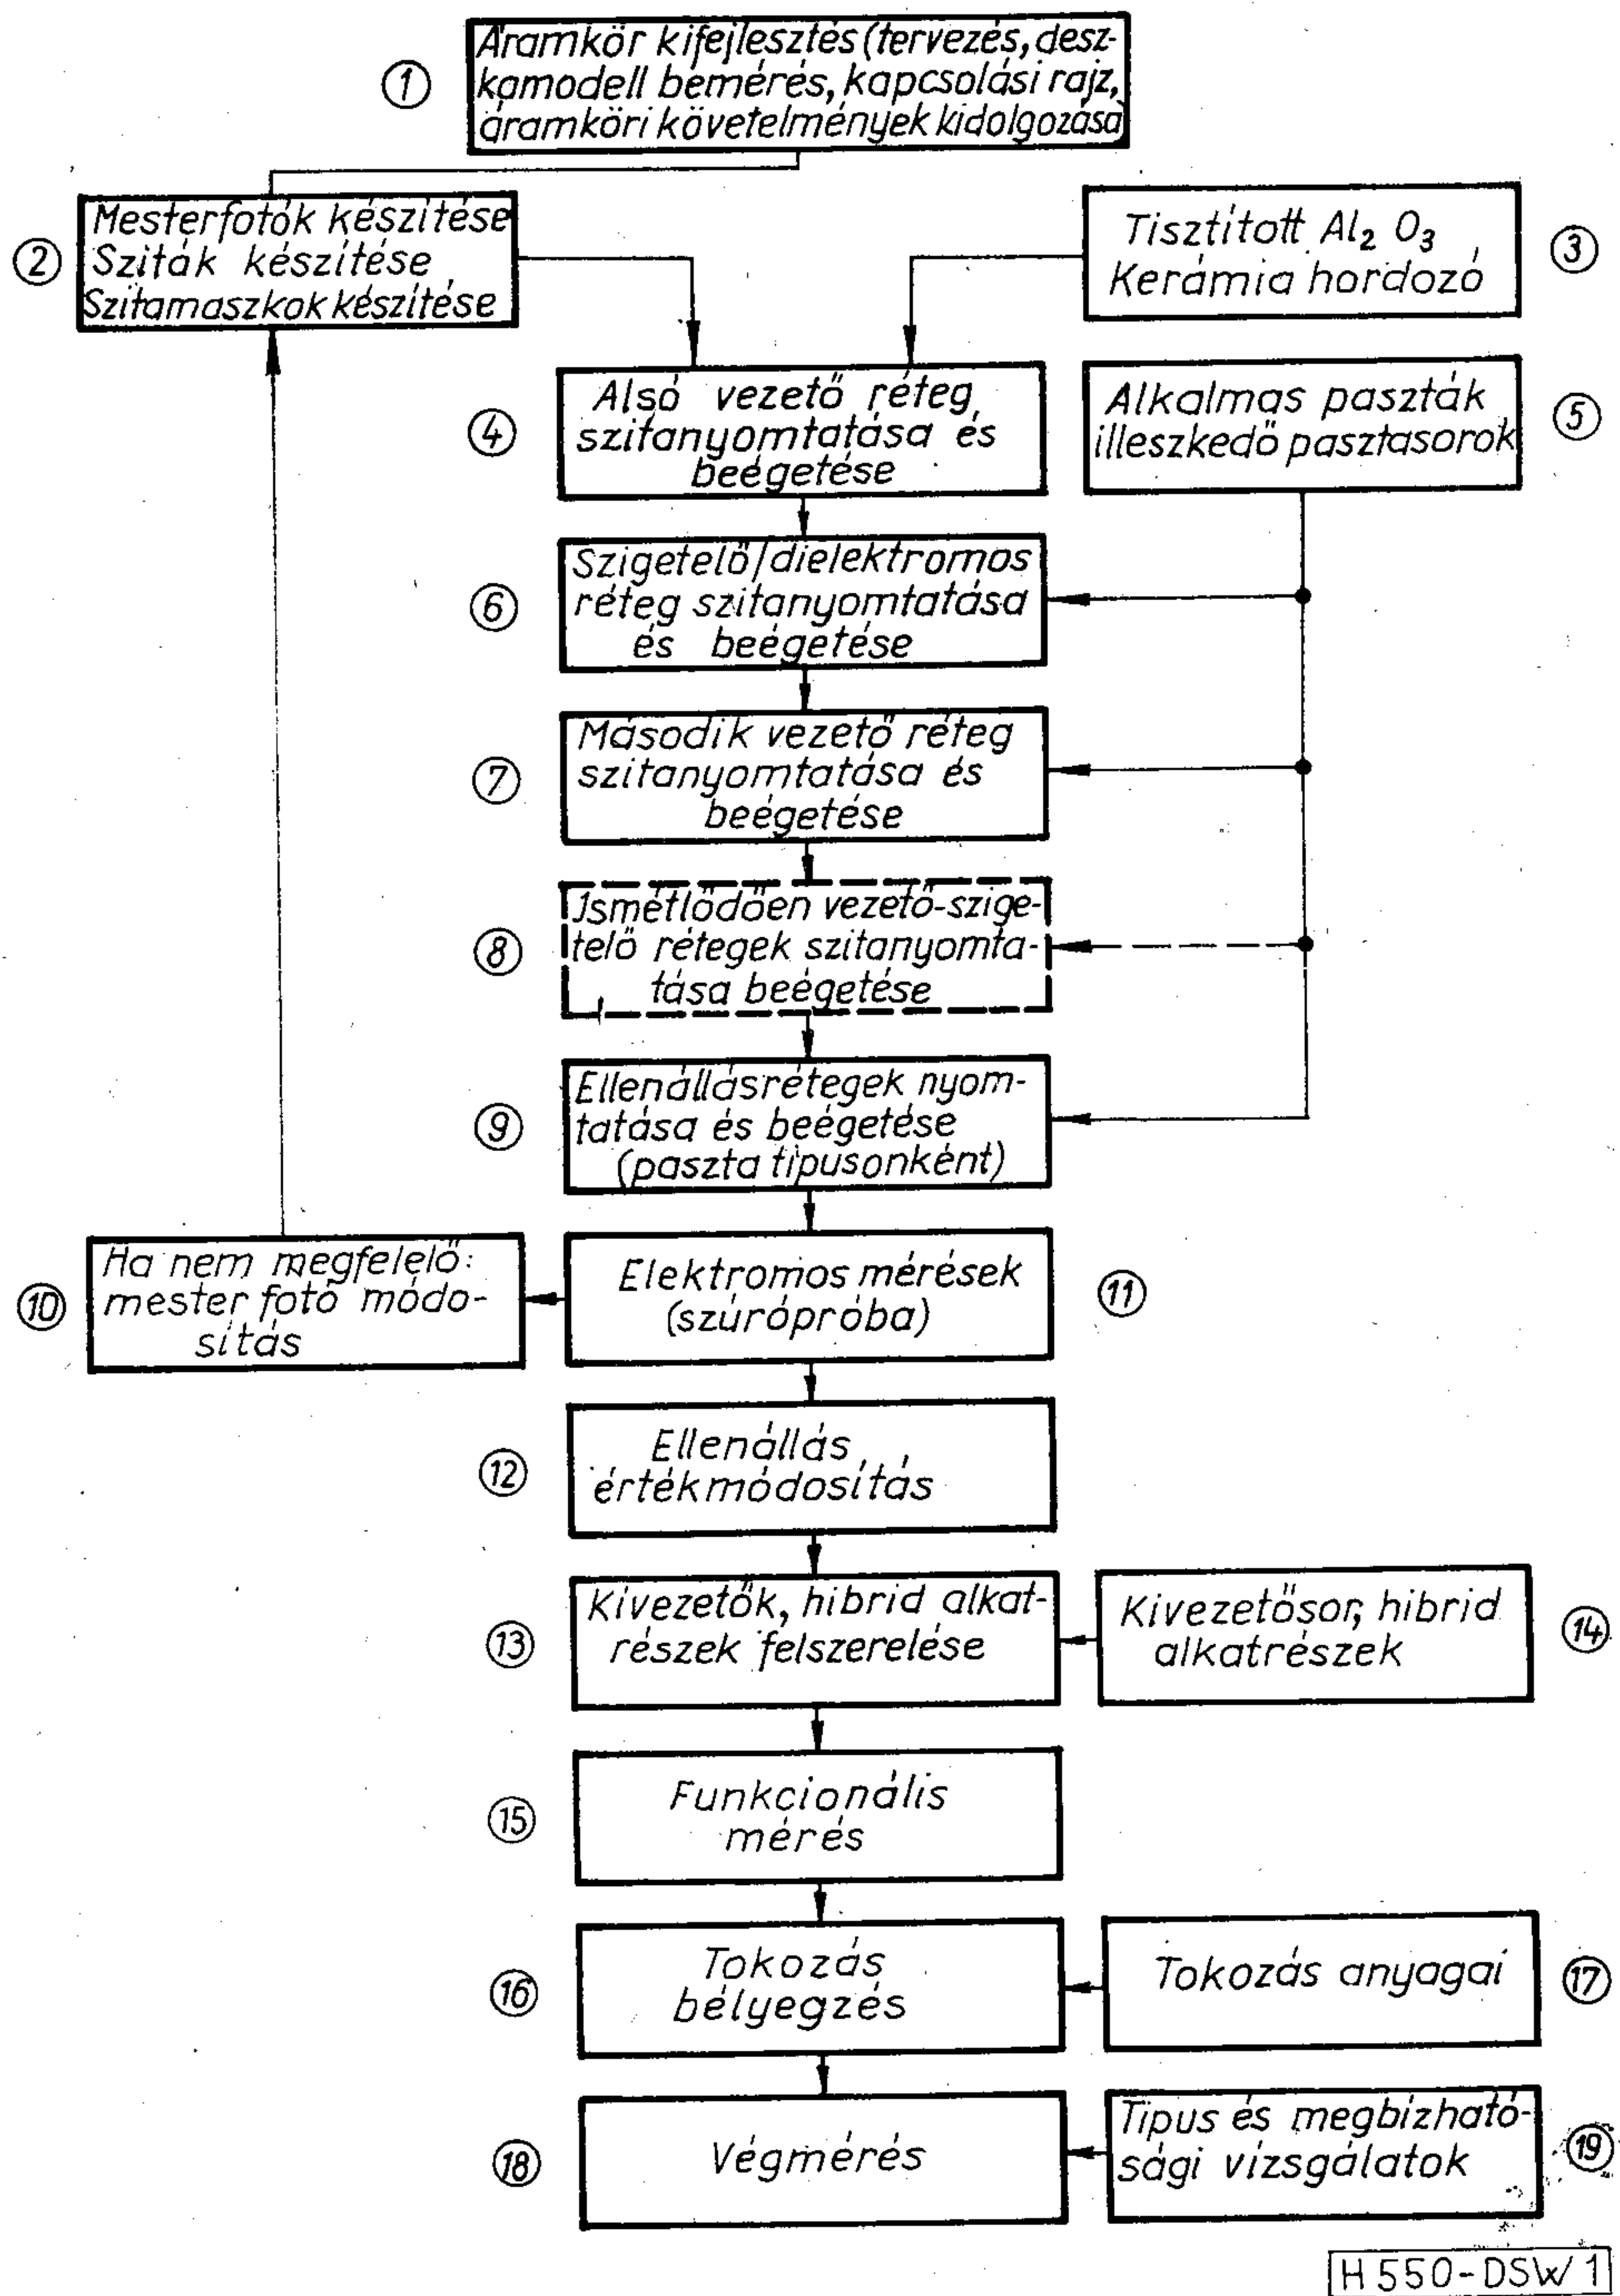 ①
Áramkör kifejlesztés (tervezés, desz-
kamodell bemérés, kapcsolási rajz,
áramköri követelmények kidolgozása)
②
Mesterfotók készítése
Sziták készítése
Szitamaszkok készítése
Tisztított Al₂ O₃
Kerámia hordozó
③
④
Alsó vezető réteg
szitanyomtatása és
beégetése
Alkalmas paszták
illeszkedő pasztasorok
⑤
⑥
Szigetelő/dielektromos
réteg szitanyomtatása
és beégetése
⑦
Második vezető réteg
szitanyomtatása és
beégetése
⑧
Ismétlődően vezető-szige-
telő rétegek szitanyomta-
tása beégetése
⑨
Ellenállásrétegek nyom-
tatása és beégetése
(paszta tipusonként)
⑩
Ha nem megfelelő:
mester fotó módo-
sítás
Elektromos mérések
(szúrópróba)
⑪
⑫
Ellenállás
értékmódosítás
⑬
Kivezetők, hibrid alkat-
részek felszerelése
Kivezetősor, hibrid
alkatrészek
⑭
⑮
Funkcionális
mérés
⑯
Tokozás
bélyegzés
Tokozás anyagai
⑰
⑱
Végmérés
Tipus és megbízható-
sági vizsgálatok
⑲
H 550-DSW 1